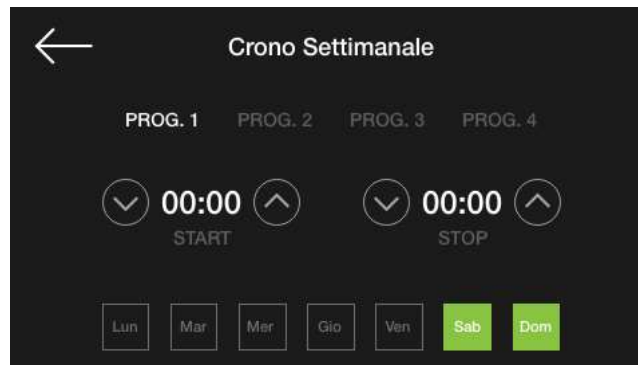 Crono Settimanale
PROG. 1 PROG. 2 PROG. 3 PROG. 4
00:00 00:00
START STOP
Lun Mar Mer Gio Ven Sab Dom